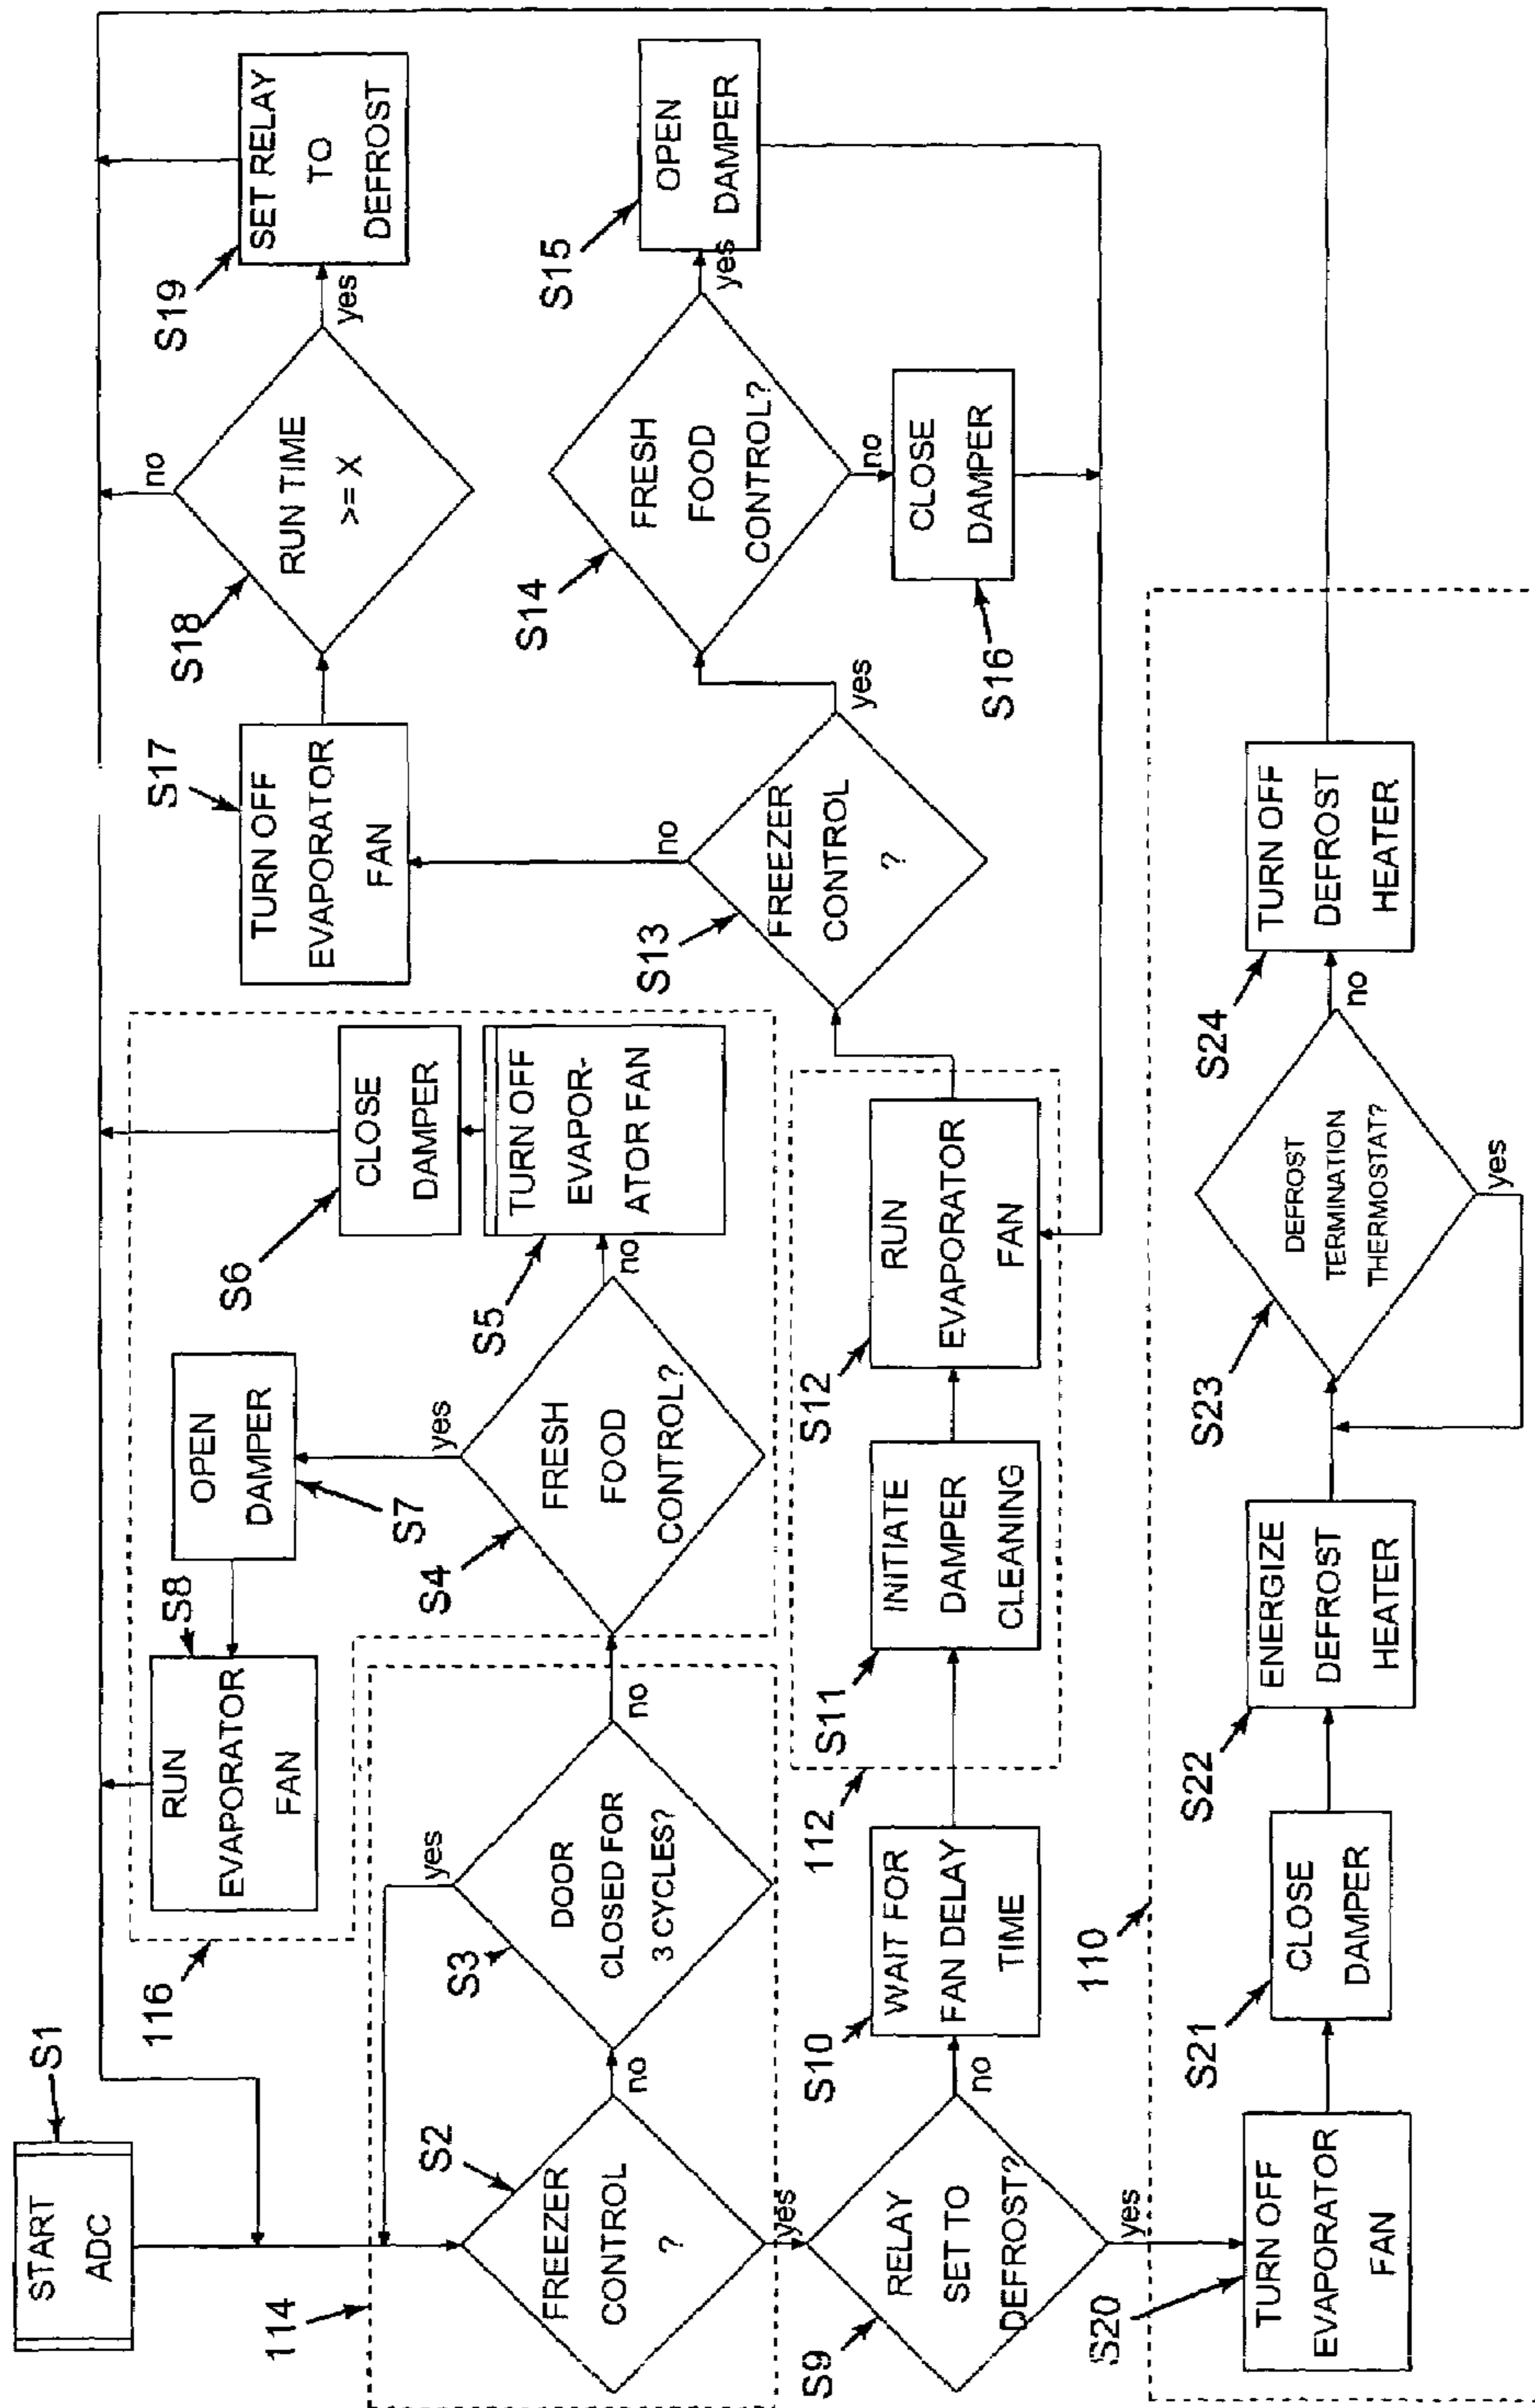 START
ADC
S1
114
FREEZER
CONTROL
?
S2
no
yes
DOOR
CLOSED FOR
3 CYCLES?
S3
yes
no
116
FRESH
FOOD
CONTROL?
S4
no
yes
TURN OFF
EVAPOR-
ATOR FAN
S5
CLOSE
DAMPER
S6
OPEN
DAMPER
S7
RUN
EVAPORATOR
FAN
S8
RELAY
SET TO
DEFROST?
S9
no
yes
WAIT FOR
FAN DELAY
TIME
S10
112
INITIATE
DAMPER
CLEANING
S11
RUN
EVAPORATOR
FAN
S12
FREEZER
CONTROL
?
S13
no
yes
FRESH
FOOD
CONTROL?
S14
yes
no
OPEN
DAMPER
S15
CLOSE
DAMPER
S16
TURN OFF
EVAPORATOR
FAN
S17
RUN TIME
>= X
S18
no
yes
SET RELAY
TO
DEFROST
S19
110
TURN OFF
EVAPORATOR
FAN
S20
CLOSE
DAMPER
S21
ENERGIZE
DEFROST
HEATER
S22
DEFROST
TERMINATION
THERMOSTAT?
S23
no
yes
TURN OFF
DEFROST
HEATER
S24